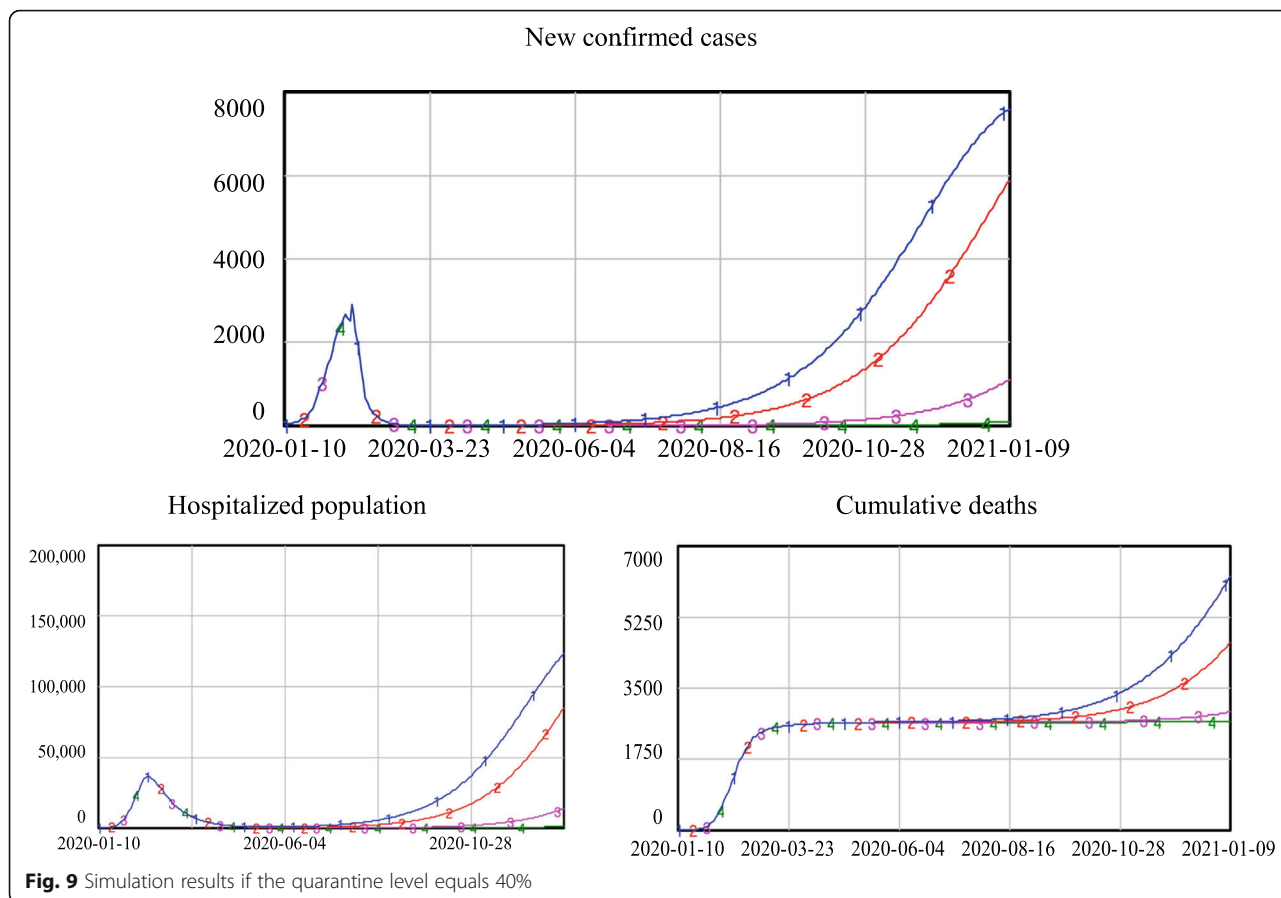 New confirmed cases
8000
6000
4000
2000
0
2020-01-10 2020-03-23 2020-06-04 2020-08-16 2020-10-28 2021-01-09
Hospitalized population
200,000
150,000
100,000
50,000
0
2020-01-10 2020-06-04 2020-10-28
Cumulative deaths
7000
5250
3500
1750
0
2020-01-10 2020-03-23 2020-06-04 2020-08-16 2020-10-28 2021-01-09
Fig. 9 Simulation results if the quarantine level equals 40%